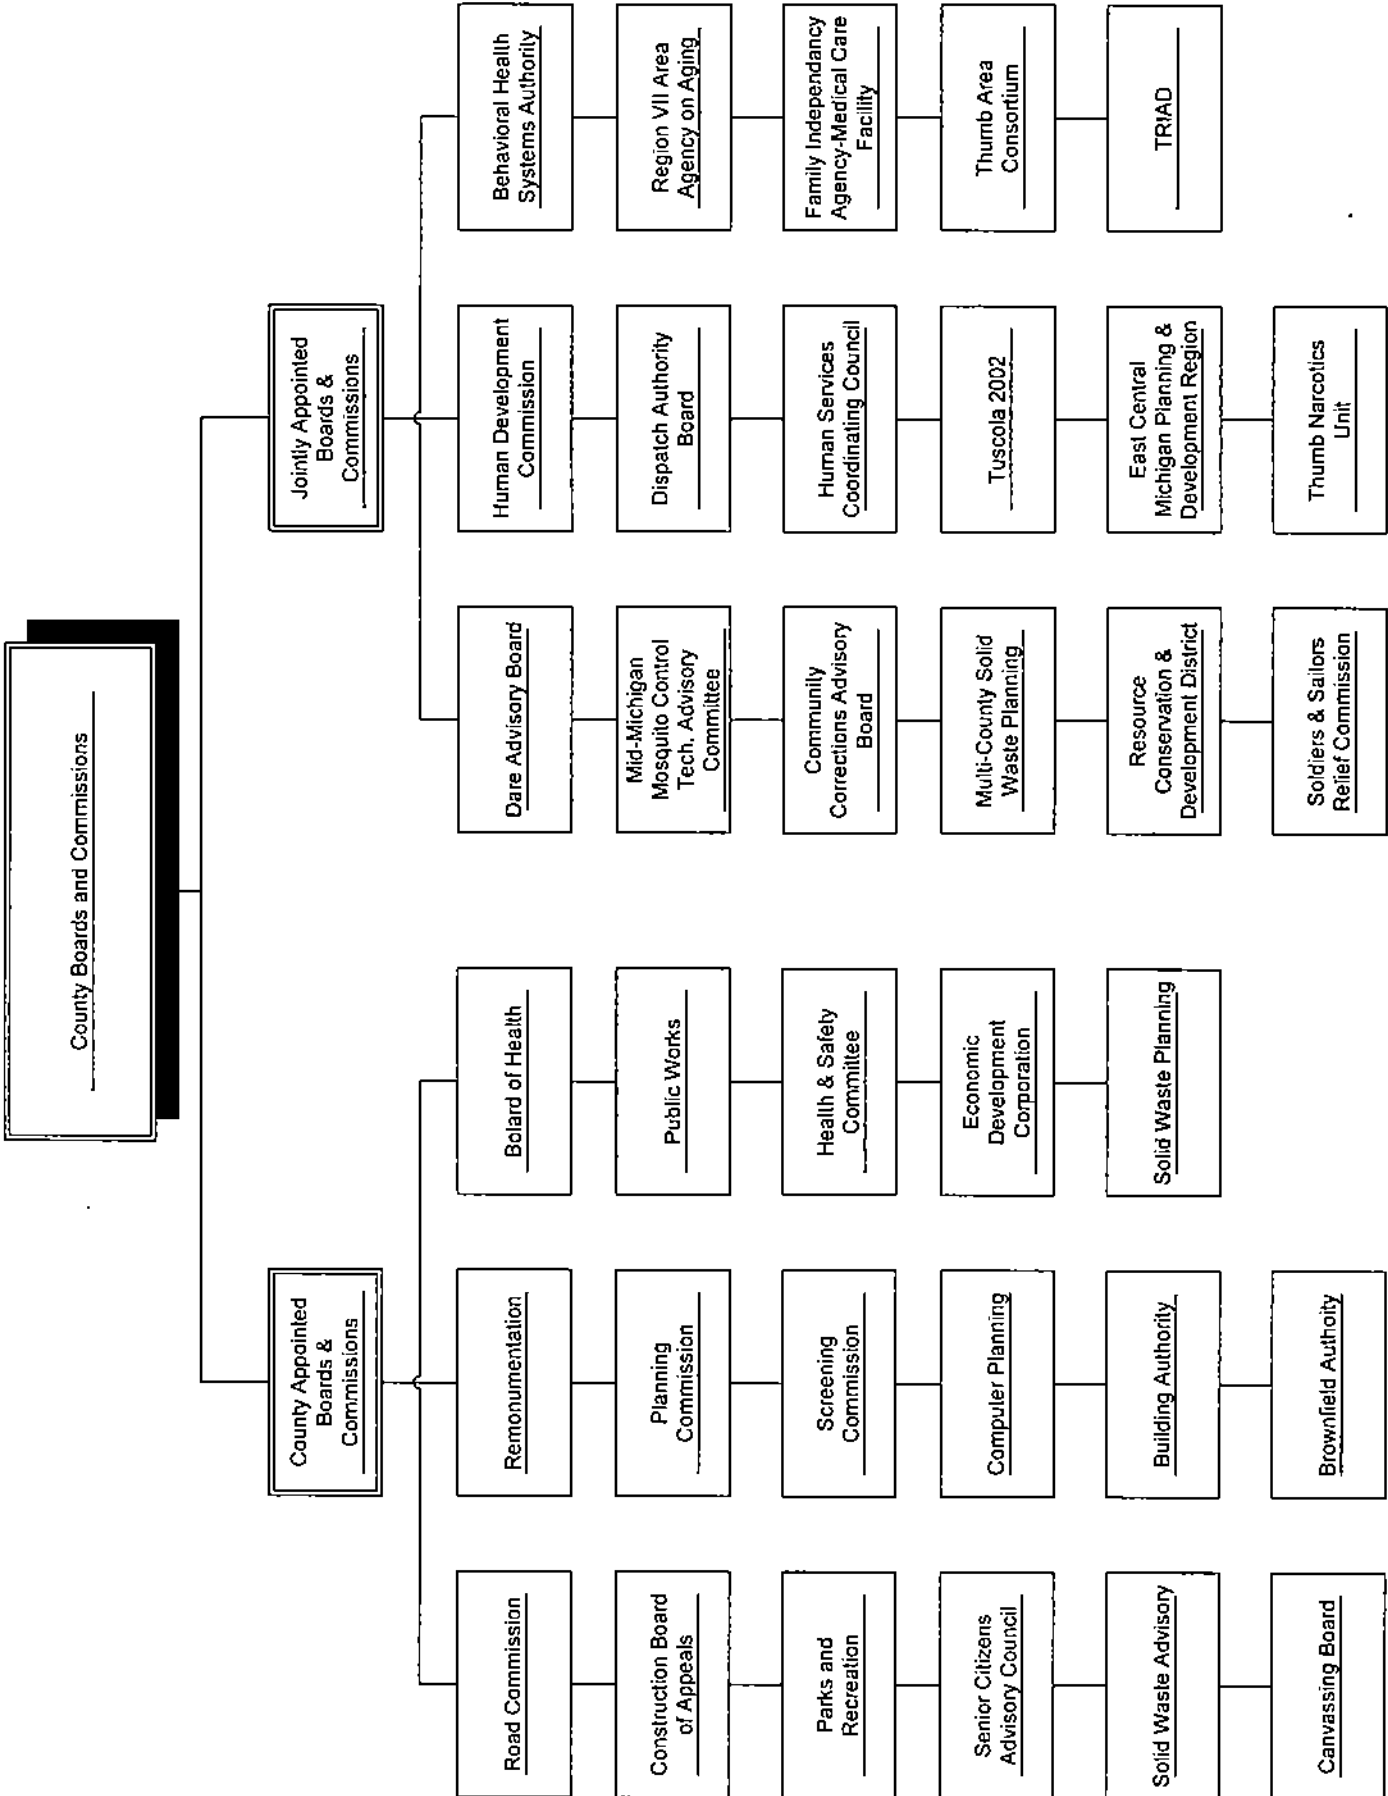 County Boards and Commissions
County Appointed
Boards &
Commissions
Road Commission
Construction Board
of Appeals
Parks and
Recreation
Senior Citizens
Advisory Council
Solid Waste Advisory
Canvassing Board
Remonumentation
Planning
Commission
Screening
Commission
Computer Planning
Building Authority
Brownfield Authoity
Bolard of Health
Public Works
Health & Safety
Committee
Economic
Development
Corporation
Solid Waste Planning
Jointly Appointed
Boards &
Commissions
Dare Advisory Board
Mid-Michigan
Mosquito Control
Tech. Advisory
Committee
Community
Corrections Advisory
Board
Multi-County Solid
Waste Planning
Resource
Conservation &
Development District
Soldiers & Sailors
Relief Commission
Human Development
Commission
Dispatch Authority
Board
Human Services
Coordinating Council
Tuscola 2002
East Central
Michigan Planning &
Development Region
Thumb Narcotics
Unit
Behavioral Health
Systems Authority
Region VII Area
Agency on Aging
Family Independancy
Agency-Medical Care
Facility
Thumb Area
Consortium
TRIAD